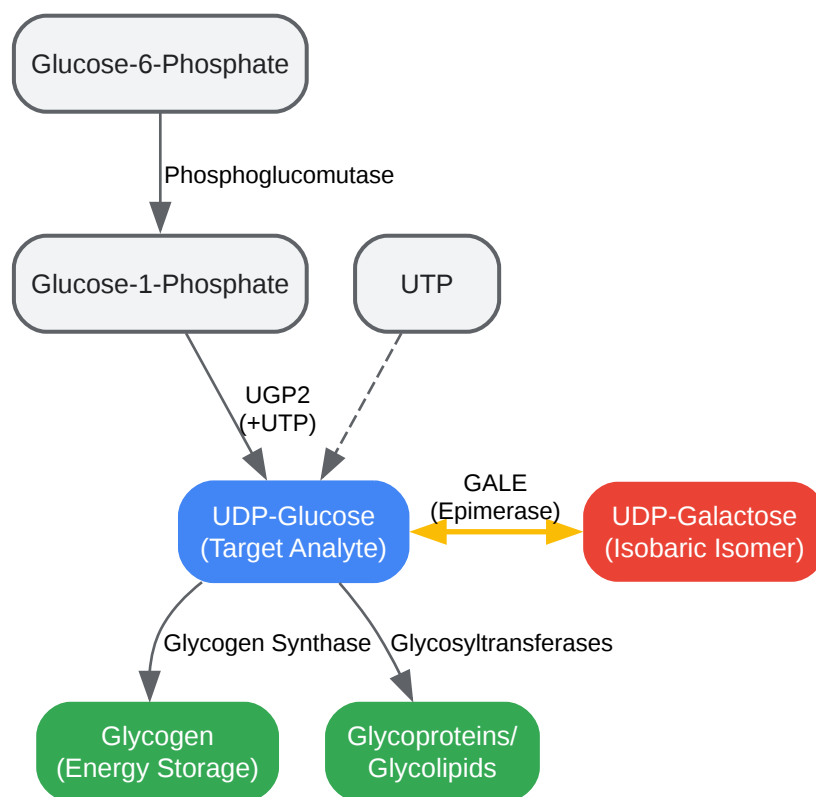 Glucose-6-Phosphate
Phosphoglucomutase
Glucose-1-Phosphate
UTP
UGP2
(+UTP)
GALE
(Epimerase)
UDP-Glucose
(Target Analyte)
UDP-Galactose
(Isobaric Isomer)
Glycogen Synthase
Glycosyltransferases
Glycogen
(Energy Storage)
Glycoproteins/
Glycolipids